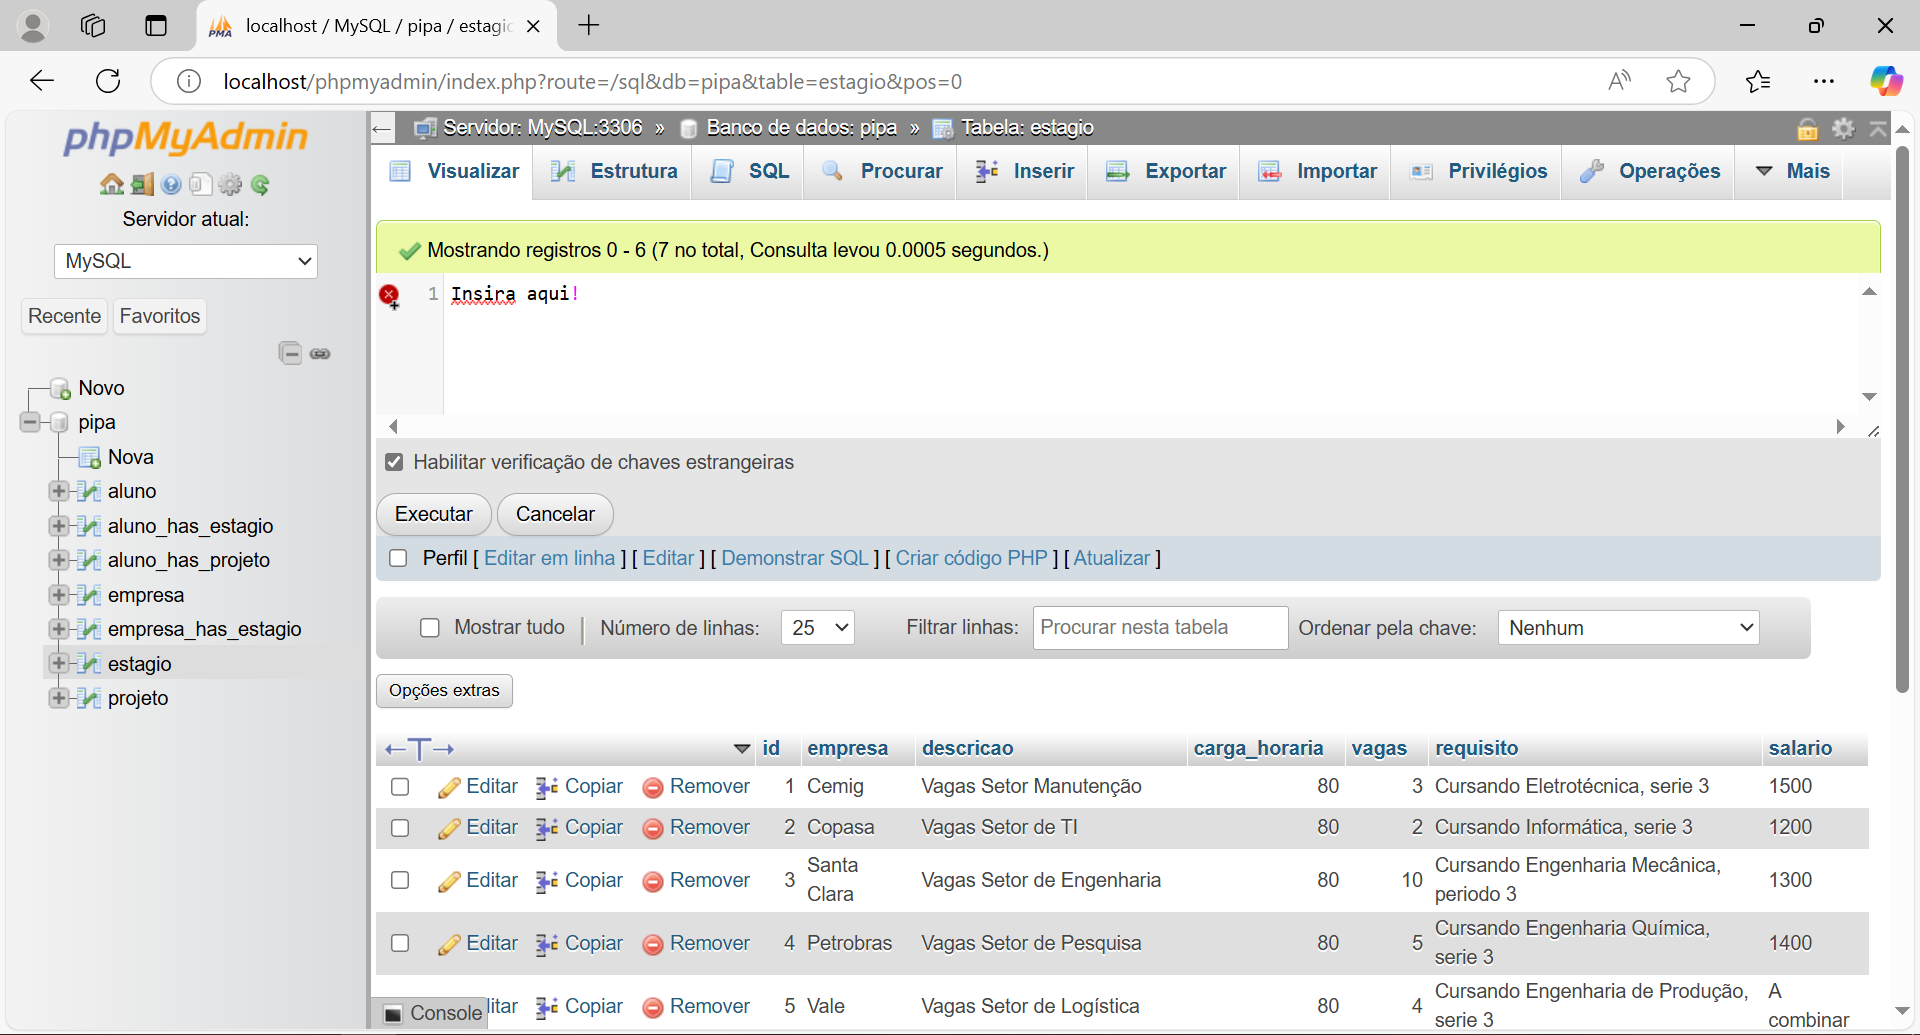 localhost / MySQL / pipa / estagio
localhost/phpmyadmin/index.php?route=/sql&db=pipa&table=estagio&pos=0
phpMyAdmin
Servidor atual:
MySQL
Recente Favoritos
Novo
pipa
Nova
aluno
aluno_has_estagio
aluno_has_projeto
empresa
empresa_has_estagio
estagio
projeto
Servidor: MySQL:3306 » Banco de dados: pipa » Tabela: estagio
Visualizar Estrutura SQL Procurar Inserir Exportar Importar Privilégios Operações Mais
Mostrando registros 0 - 6 (7 no total, Consulta levou 0.0005 segundos.)
1 Insira aqui!
Habilitar verificação de chaves estrangeiras
Executar Cancelar
Perfil [ Editar em linha ] [ Editar ] [ Demonstrar SQL ] [ Criar código PHP ] [ Atualizar ]
Mostrar tudo Número de linhas: 25 Filtrar linhas: Procurar nesta tabela Ordenar pela chave: Nenhum
Opções extras
id empresa descricao carga_horaria vagas requisito salario
Editar Copiar Remover 1 Cemig Vagas Setor Manutenção 80 3 Cursando Eletrotécnica, serie 3 1500
Editar Copiar Remover 2 Copasa Vagas Setor de TI 80 2 Cursando Informática, serie 3 1200
Editar Copiar Remover 3 Santa Clara Vagas Setor de Engenharia 80 10 Cursando Engenharia Mecânica, periodo 3 1300
Editar Copiar Remover 4 Petrobras Vagas Setor de Pesquisa 80 5 Cursando Engenharia Química, serie 3 1400
itar Copiar Remover 5 Vale Vagas Setor de Logística 80 4 Cursando Engenharia de Produção, serie 3 A combinar
Console